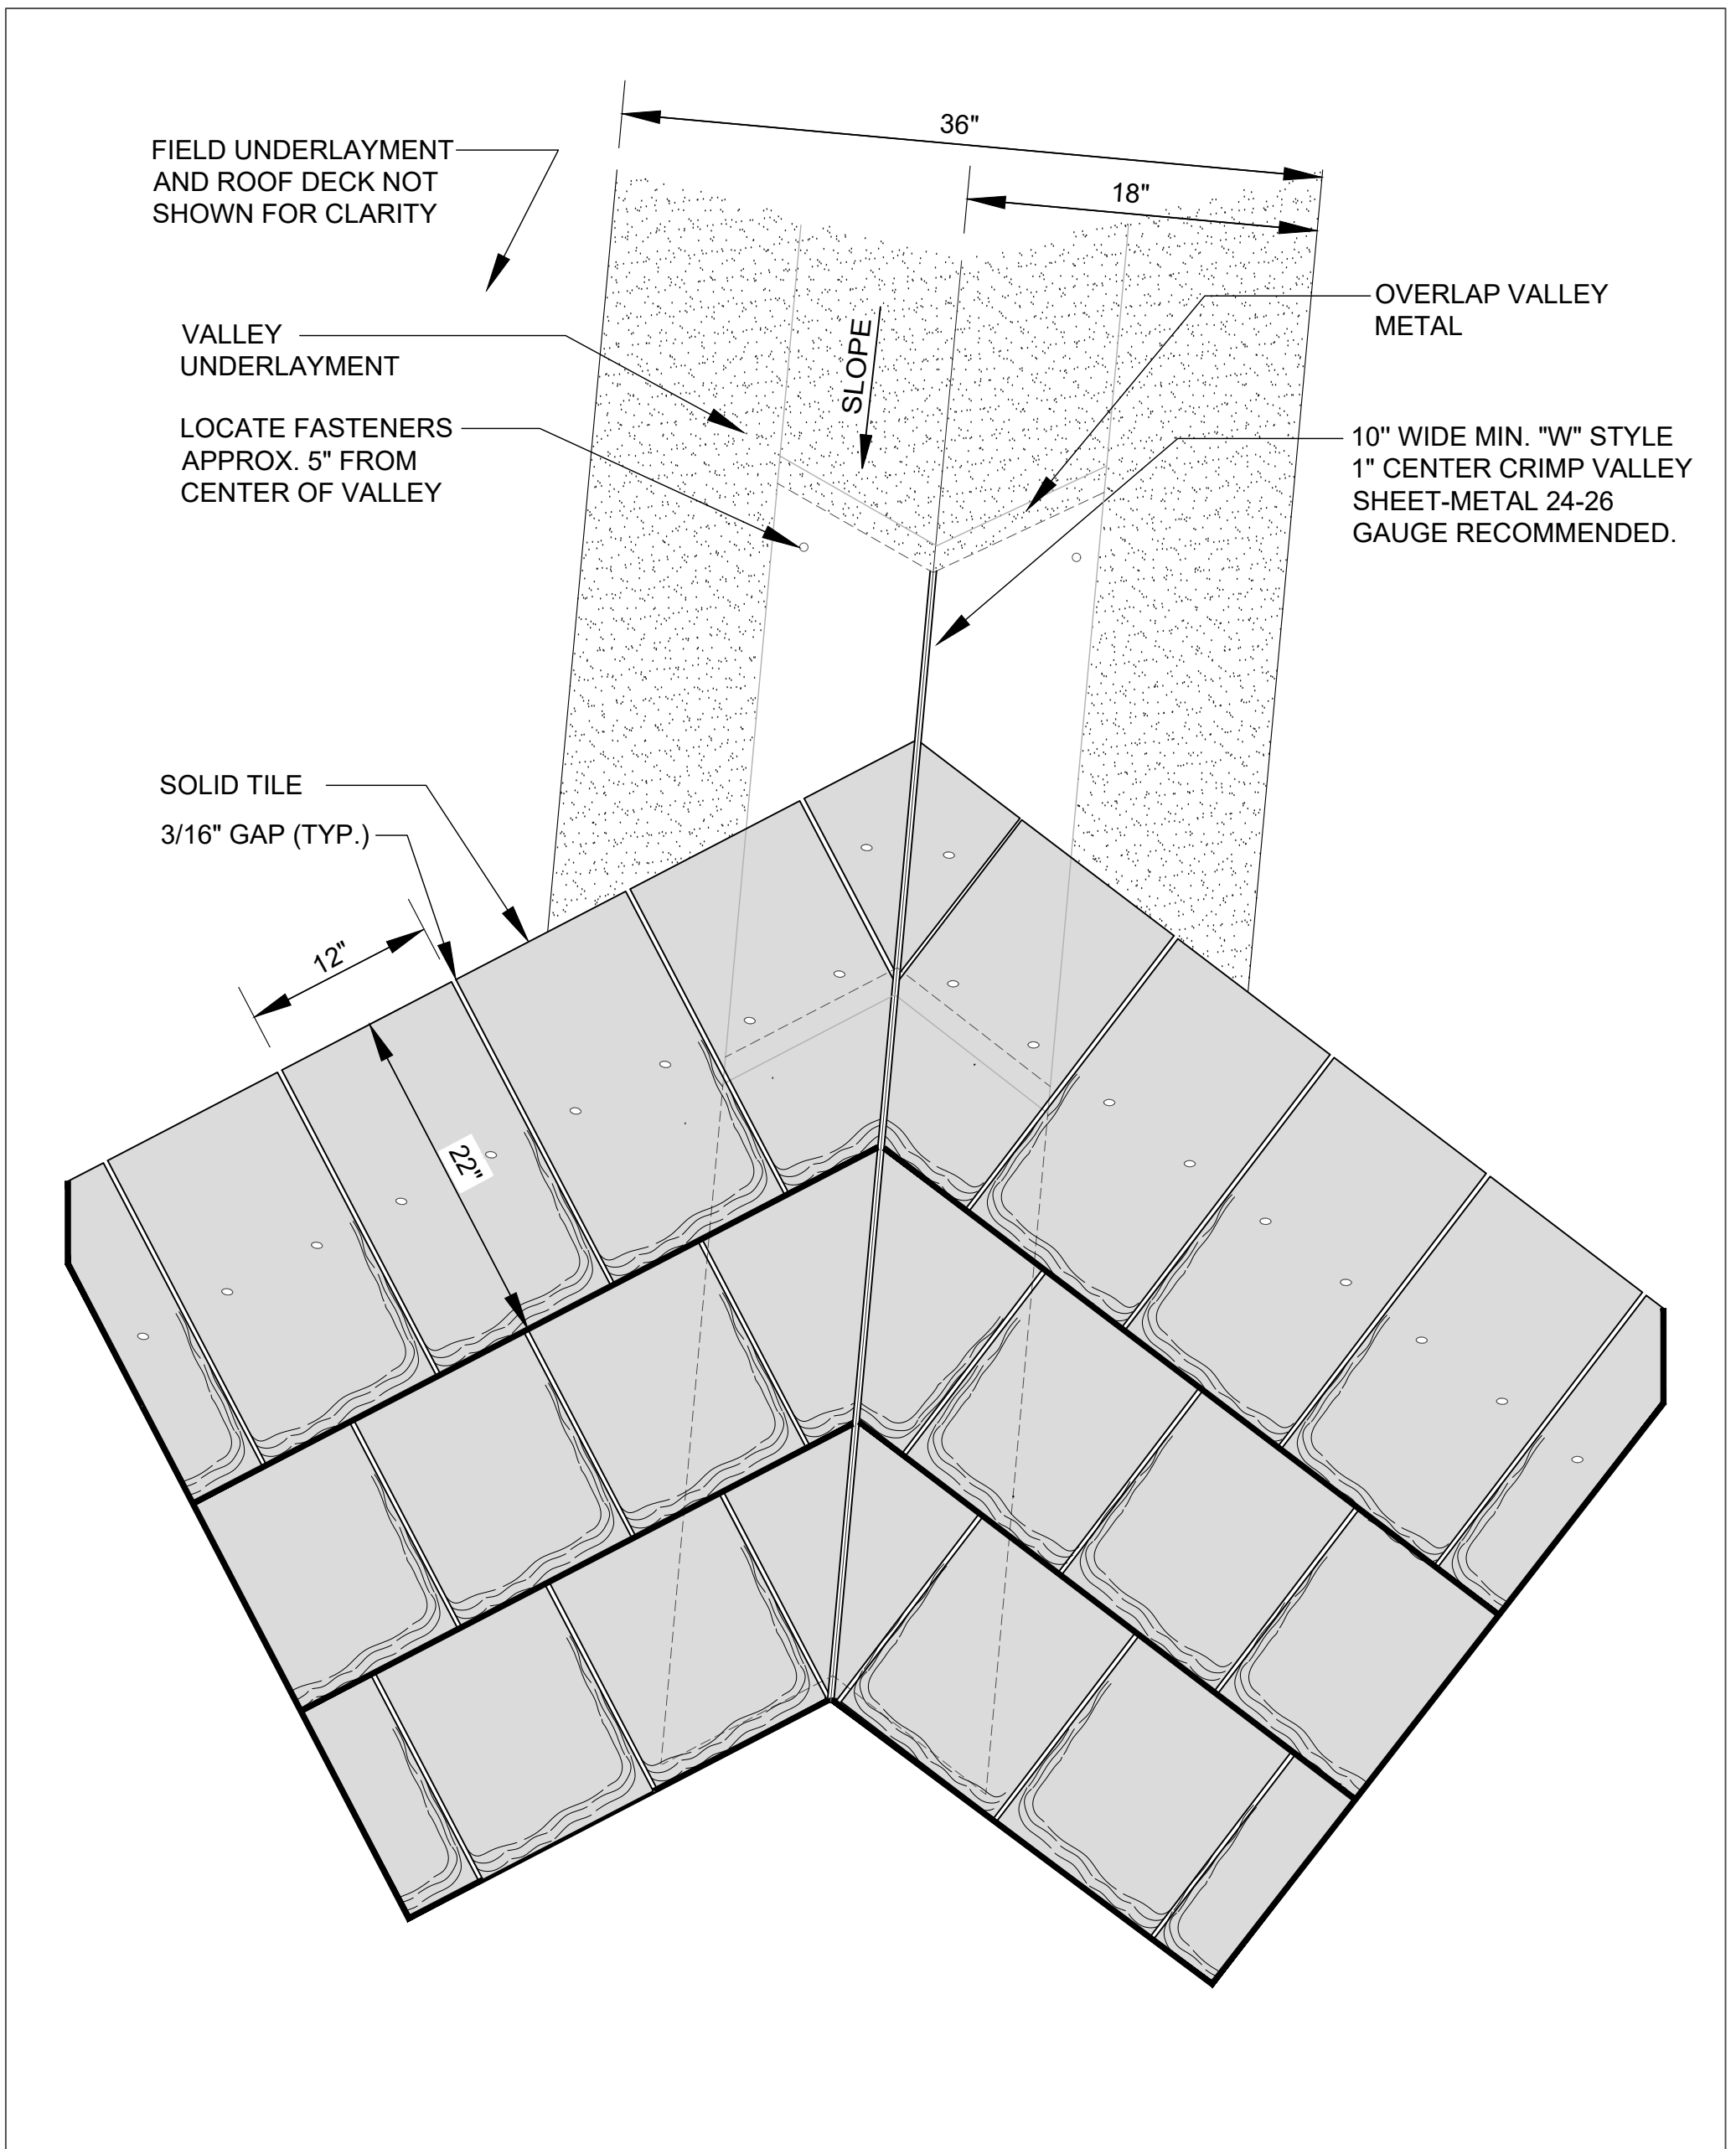 36"
FIELD UNDERLAYMENT
AND ROOF DECK NOT
SHOWN FOR CLARITY
18"
OVERLAP VALLEY
METAL
VALLEY
UNDERLAYMENT
SLOPE
LOCATE FASTENERS
APPROX. 5" FROM
CENTER OF VALLEY
10" WIDE MIN. "W" STYLE
1" CENTER CRIMP VALLEY
SHEET-METAL 24-26
GAUGE RECOMMENDED.
SOLID TILE
3/16" GAP (TYP.)
12"
22"